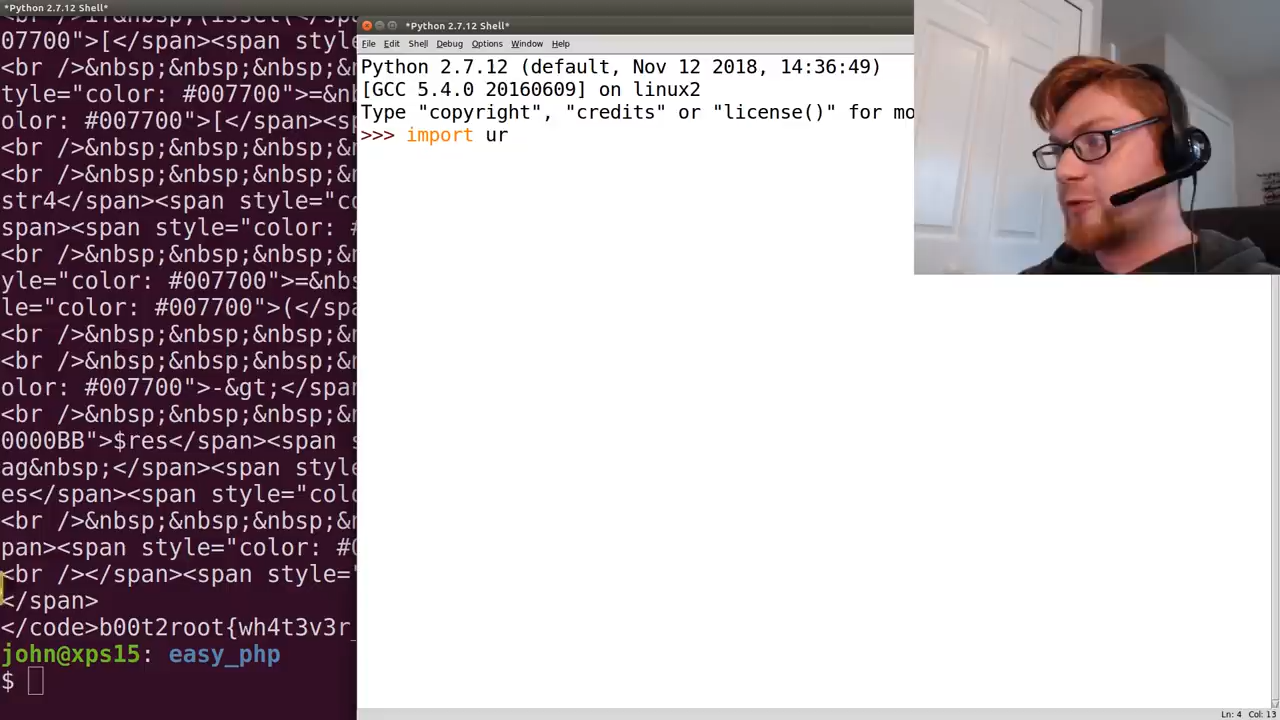 *Python 2.7.12 Shell*
<br />if&nbsp;(isset(
07700">[</span><span style
<br />&nbsp;&nbsp;&nbsp;&n
tyle="color: #007700">=&nb
olor: #007700">[</span><sp
<br />&nbsp;&nbsp;&nbsp;&n
<br />&nbsp;&nbsp;&nbsp;&n
str4</span><span style="co
span><span style="color:
<br />&nbsp;&nbsp;&nbsp;&n
yle="color: #007700">=&nbs
le="color: #007700">(</spa
<br />&nbsp;&nbsp;&nbsp;&n
<br />&nbsp;&nbsp;&nbsp;&n
olor: #007700">-&gt;</span
<br />&nbsp;&nbsp;&nbsp;&n
0000BB">$res</span><span s
ag&nbsp;</span><span style
es</span><span style="colo
<br />&nbsp;&nbsp;&nbsp;&n
pan><span style="color: #0
<br /></span><span style="
</span>
</code>b00t2root{wh4t3v3r_
john@xps15: easy_php
$
*Python 2.7.12 Shell*
File Edit Shell Debug Options Window Help
Python 2.7.12 (default, Nov 12 2018, 14:36:49)
[GCC 5.4.0 20160609] on linux2
Type "copyright", "credits" or "license()" for mo
>>> import ur
Ln: 4 Col: 13